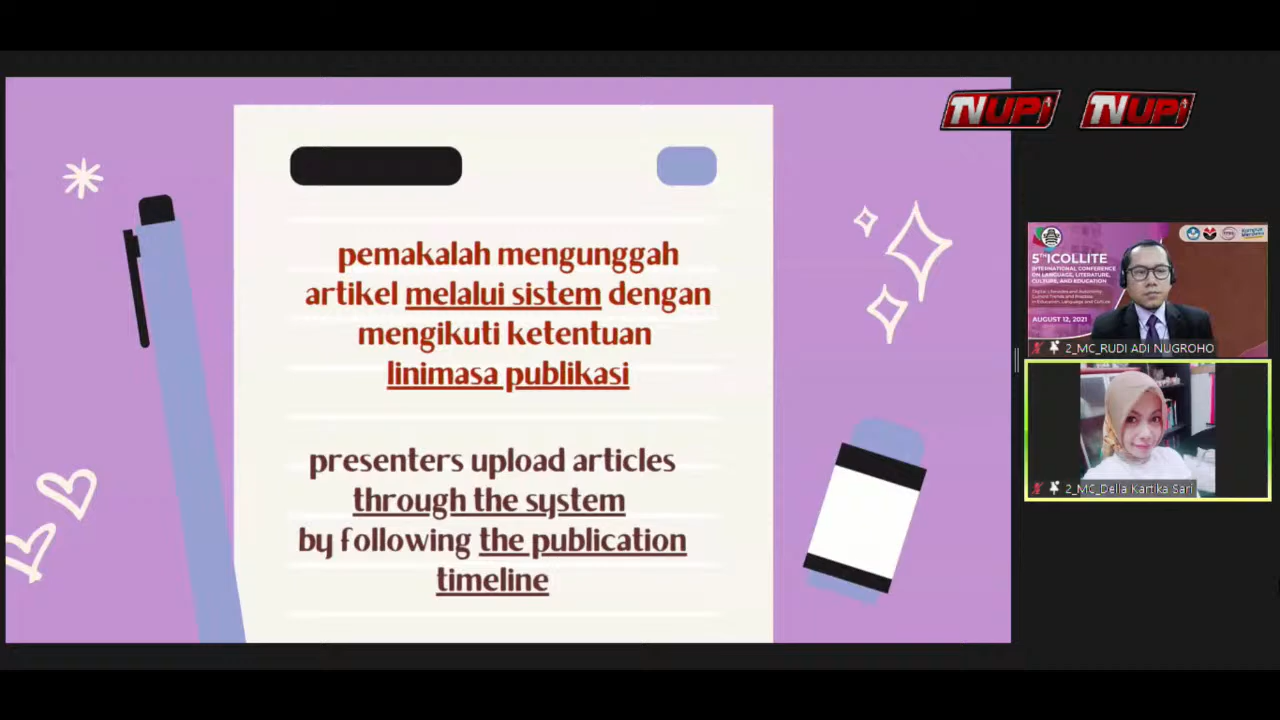 pemakalah mengunggah
artikel melalui sistem dengan
mengikuti ketentuan
linimasa publikasi
presenters upload articles
through the system
by following the publication
timeline
TVUPI TVUPI
5TH ICOLLITE
INTERNATIONAL CONFERENCE
ON LANGUAGE, LITERATURE,
CULTURE, AND EDUCATION
AUGUST 12, 2021
2_MC_RUDI ADI NUGROHO
2_MC_Della Kartika Sari